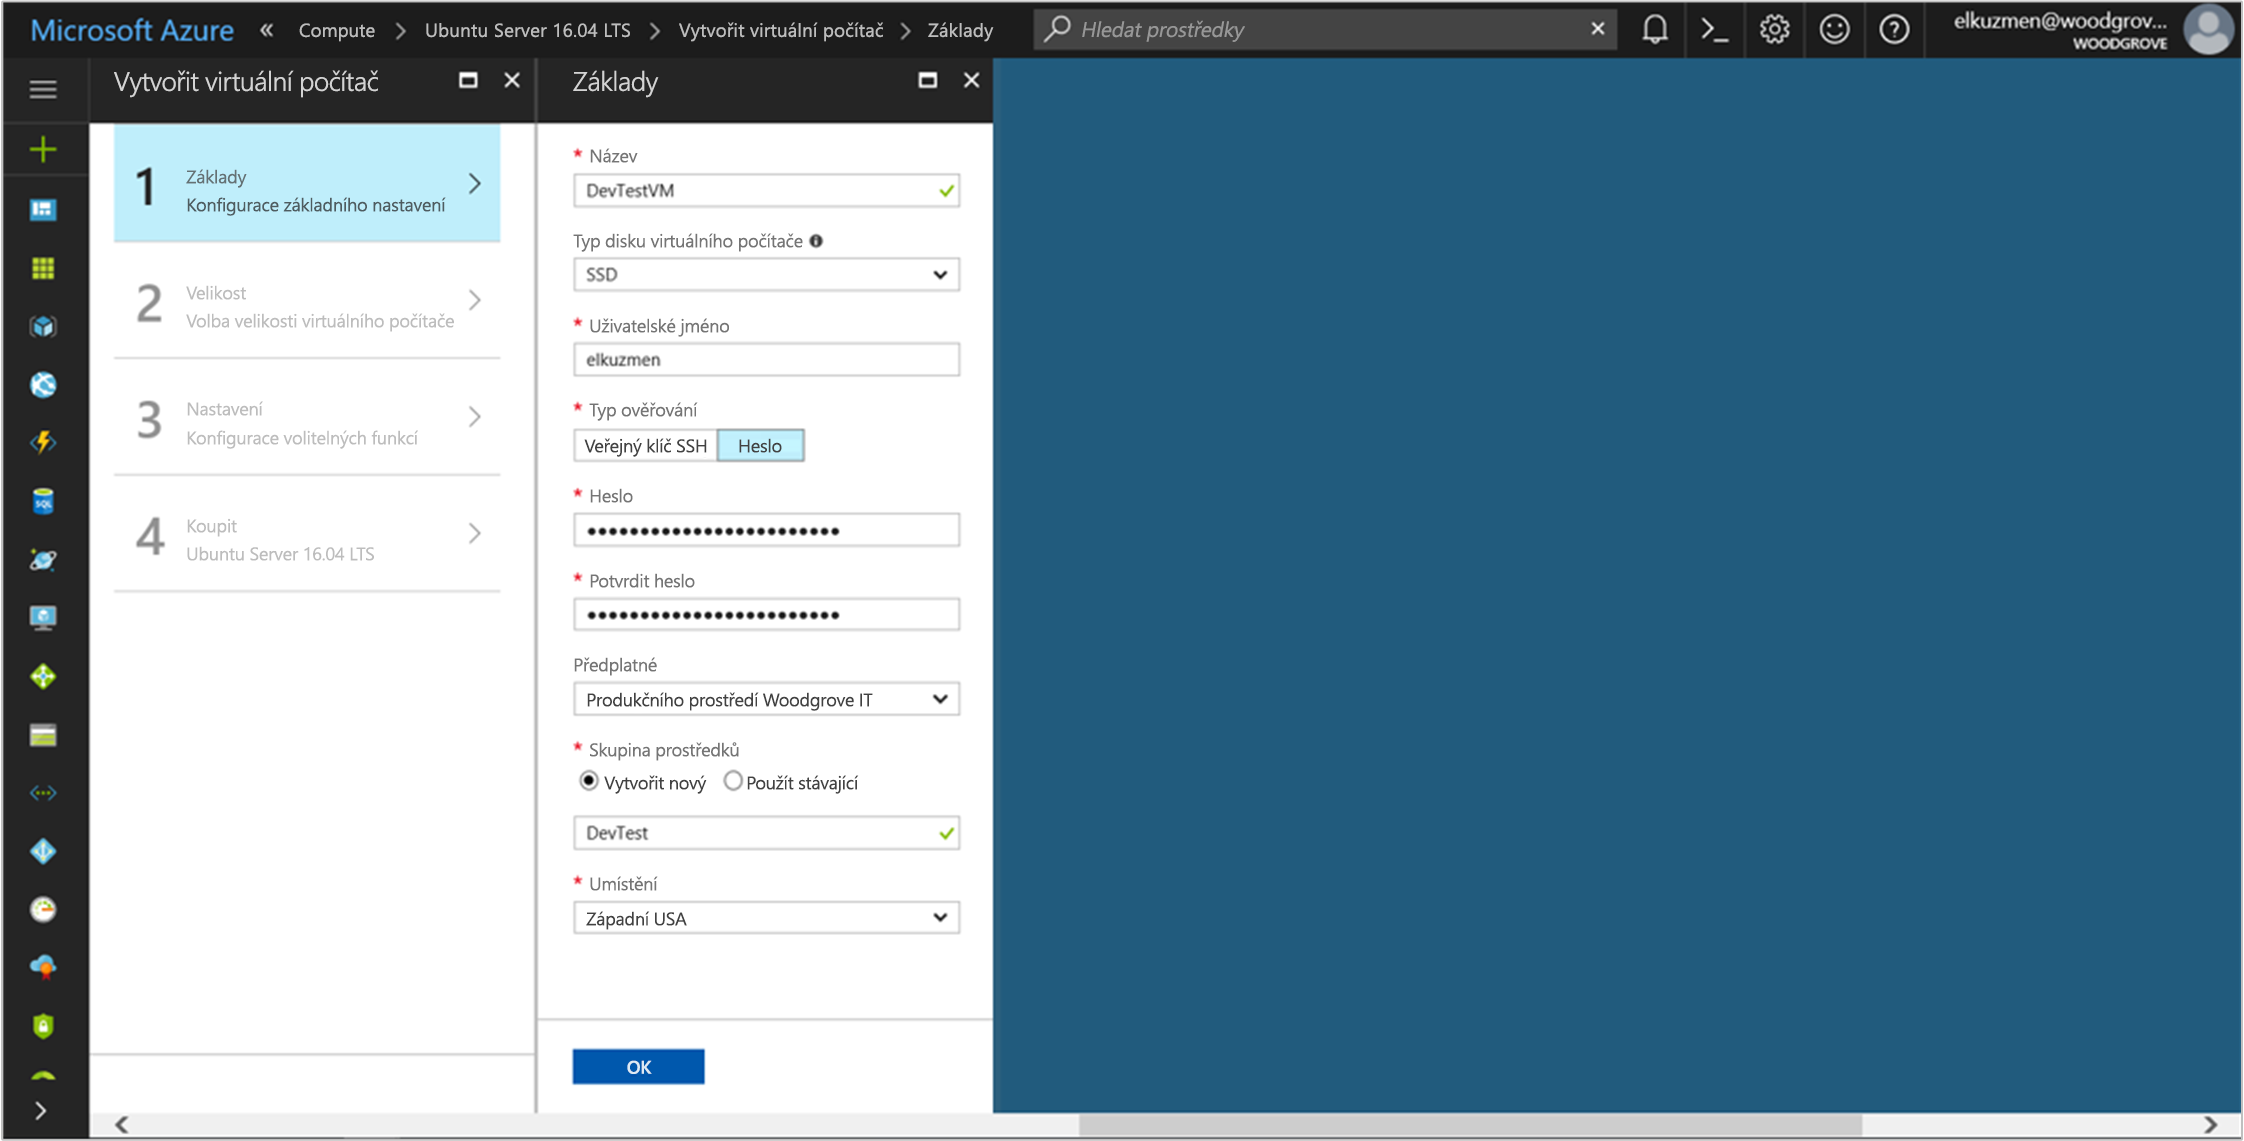 Microsoft Azure « Compute > Ubuntu Server 16.04 LTS > Vytvořit virtuální počítač > Základy
Hledat prostředky
elkuzmen@woodgrov...
WOODGROVE
Vytvořit virtuální počítač
1
Základy
Konfigurace základního nastavení
2
Velikost
Volba velikosti virtuálního počítače
3
Nastavení
Konfigurace volitelných funkcí
4
Koupit
Ubuntu Server 16.04 LTS
Základy
* Název
DevTestVM
Typ disku virtuálního počítače
SSD
* Uživatelské jméno
elkuzmen
* Typ ověřování
Veřejný klíč SSH Heslo
* Heslo
* Potvrdit heslo
Předplatné
Produkčního prostředí Woodgrove IT
* Skupina prostředků
Vytvořit nový Použít stávající
DevTest
* Umístění
Západní USA
OK
SQL